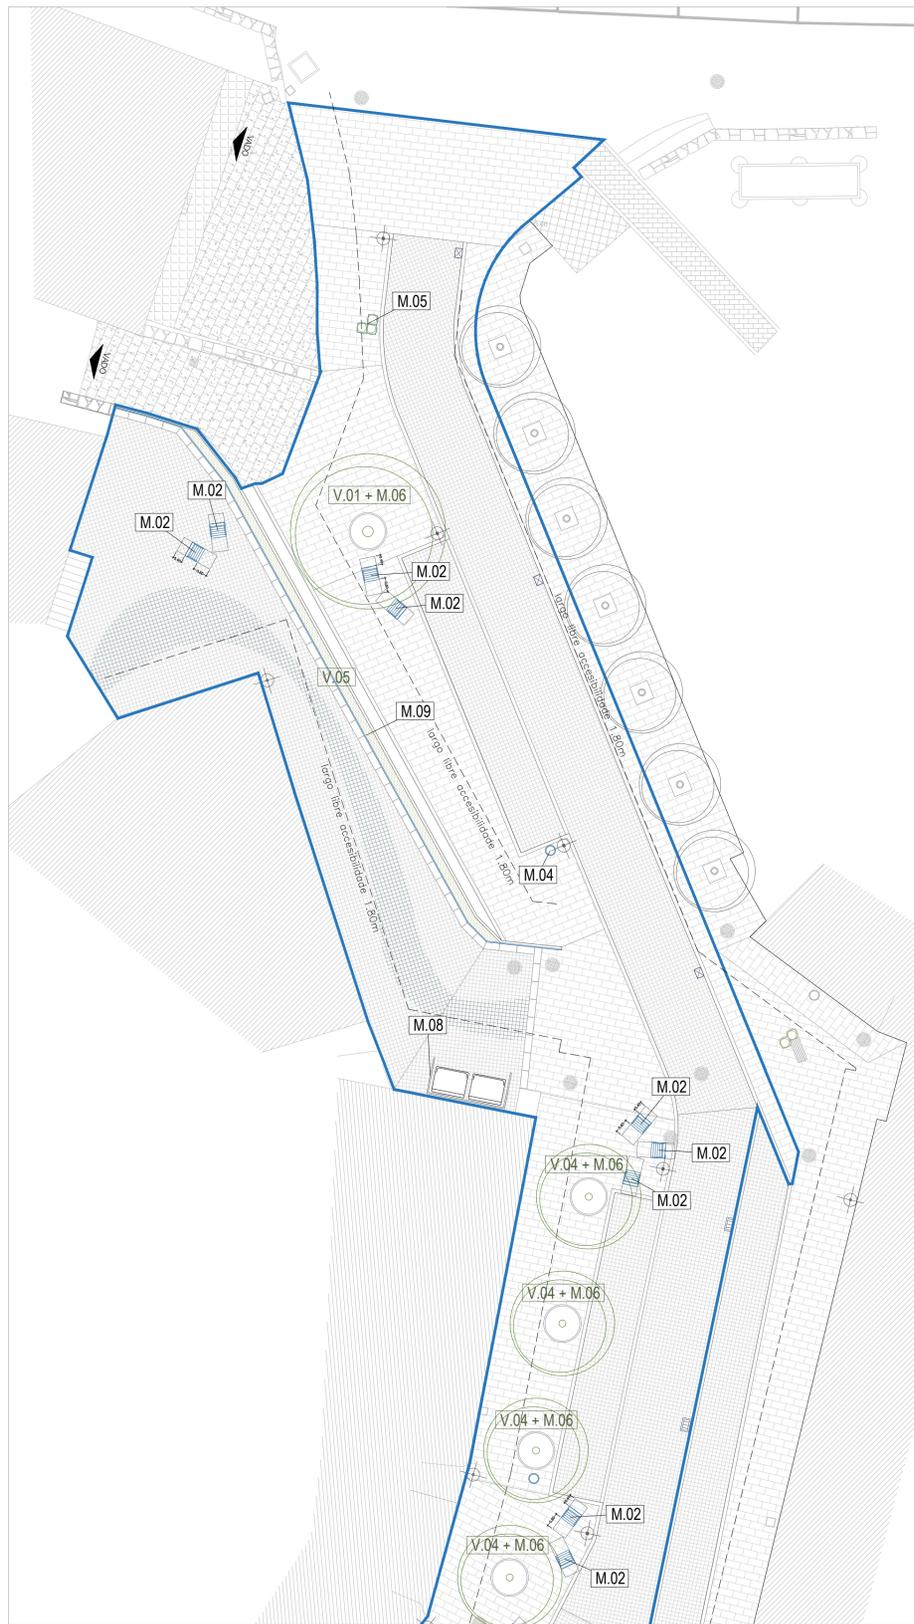 VADO
M.05
VADO
M.02
V.01 + M.06
M.02
M.02
M.02
largo libre accesibilidade 1.80m
V.05
M.09
largo libre accesibilidade 1.80m
largo libre accesibilidade 1.80m
M.04
M.08
M.02
M.02
V.04 + M.06
M.02
V.04 + M.06
V.04 + M.06
M.02
V.04 + M.06
M.02